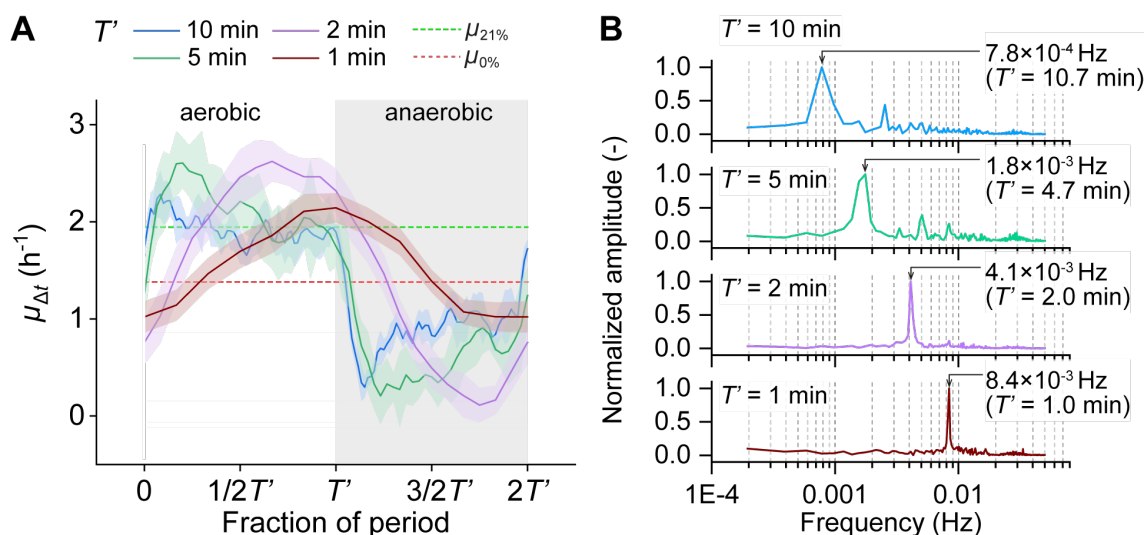 A
T’
10 min
2 min
μ21%
5 min
1 min
μ0%
aerobic
anaerobic
3
2
1
0
μΔt (h-1)
0
1/2T’
T’
3/2T’
2T’
Fraction of period
B
T’ = 10 min
7.8×10-4 Hz
(T’ = 10.7 min)
1.0
0.5
0.0
T’ = 5 min
1.8×10-3 Hz
(T’ = 4.7 min)
1.0
0.5
0.0
T’ = 2 min
4.1×10-3 Hz
(T’ = 2.0 min)
1.0
0.5
0.0
T’ = 1 min
8.4×10-3 Hz
(T’ = 1.0 min)
1.0
0.5
0.0
Normalized amplitude (-)
1E-4
0.001
0.01
Frequency (Hz)